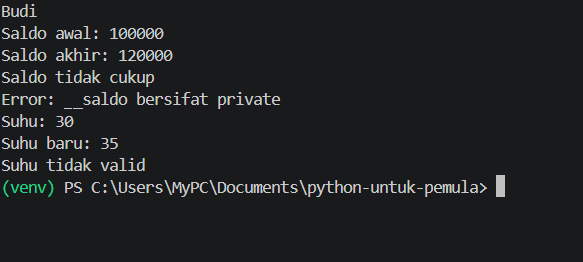 Budi
Saldo awal: 100000
Saldo akhir: 120000
Saldo tidak cukup
Error: __saldo bersifat private
Suhu: 30
Suhu baru: 35
Suhu tidak valid
(venv) PS C:\Users\MyPC\Documents\python-untuk-pemula>